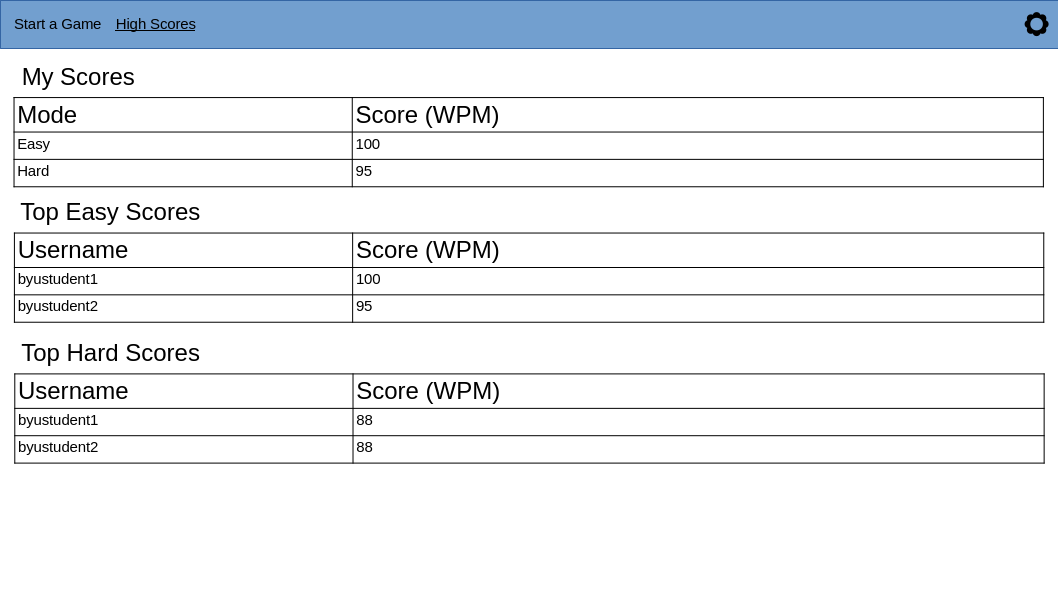 Start a Game High Scores
My Scores
Mode Score (WPM)
Easy 100
Hard 95
Top Easy Scores
Username Score (WPM)
byustudent1 100
byustudent2 95
Top Hard Scores
Username Score (WPM)
byustudent1 88
byustudent2 88